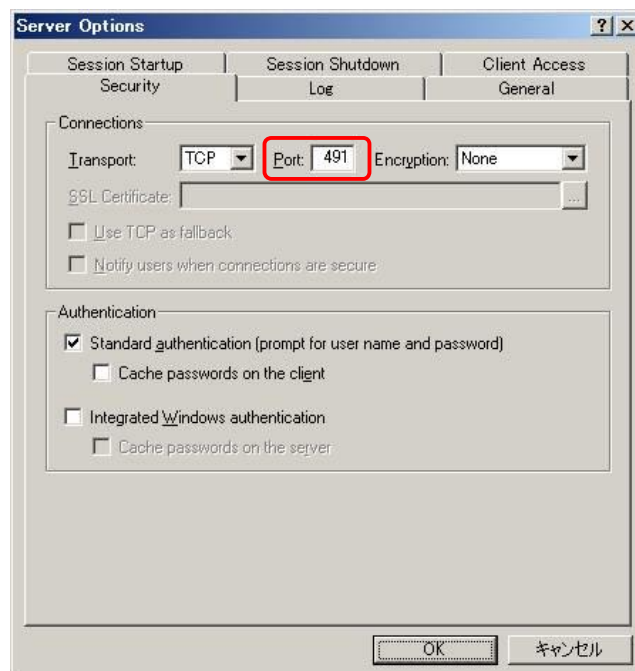 Server Options
Session Startup Session Shutdown Client Access
Security Log General
Connections
Transport: TCP Port: 491 Encryption: None
SSL Certificate: ...
Use TCP as fallback
Notify users when connections are secure
Authentication
Standard authentication (prompt for user name and password)
Cache passwords on the client
Integrated Windows authentication
Cache passwords on the server
OK キャンセル